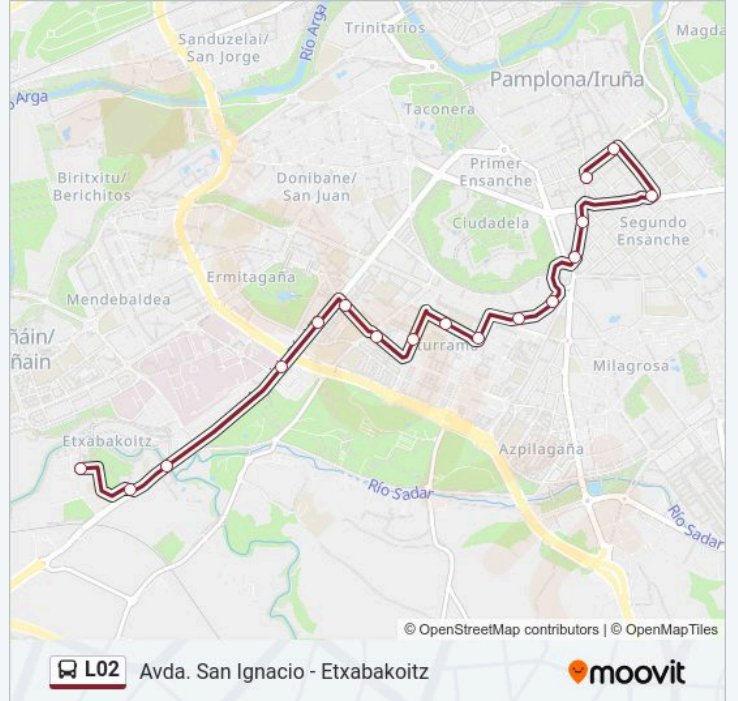 Sanduzelai/
San Jorge
Río Arga
Trinitarios
Magda
Arga
Pamplona/Iruña
Taconera
Biritxitu/
Berichitos
Donibane/
San Juan
Primer
Ensanche
Ciudadela
Segundo
Ensanche
Ermitagaña
Mendebaldea
ñáin/
ñain
turrama
Milagrosa
Etxabakoitz
Azpilagaña
Río Sadar
Río Sadar
© OpenStreetMap contributors | © OpenMapTiles
L02 Avda. San Ignacio - Etxabakoitz
moovit